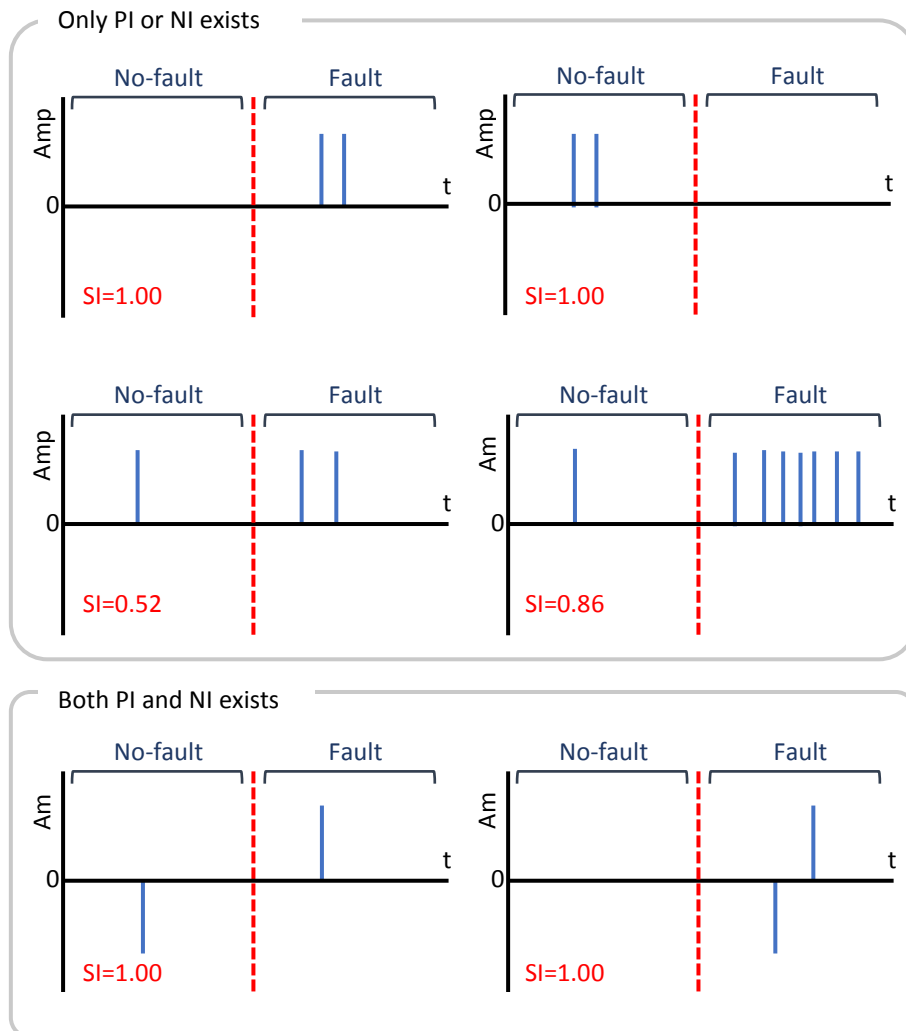 Only PI or NI exists
No-fault Fault
Amp
0
t
SI=1.00
No-fault Fault
Amp
0
t
SI=1.00
No-fault Fault
Amp
0
t
SI=0.52
No-fault Fault
Am
0
t
SI=0.86
Both PI and NI exists
No-fault Fault
Am
0
t
SI=1.00
No-fault Fault
Am
0
t
SI=1.00